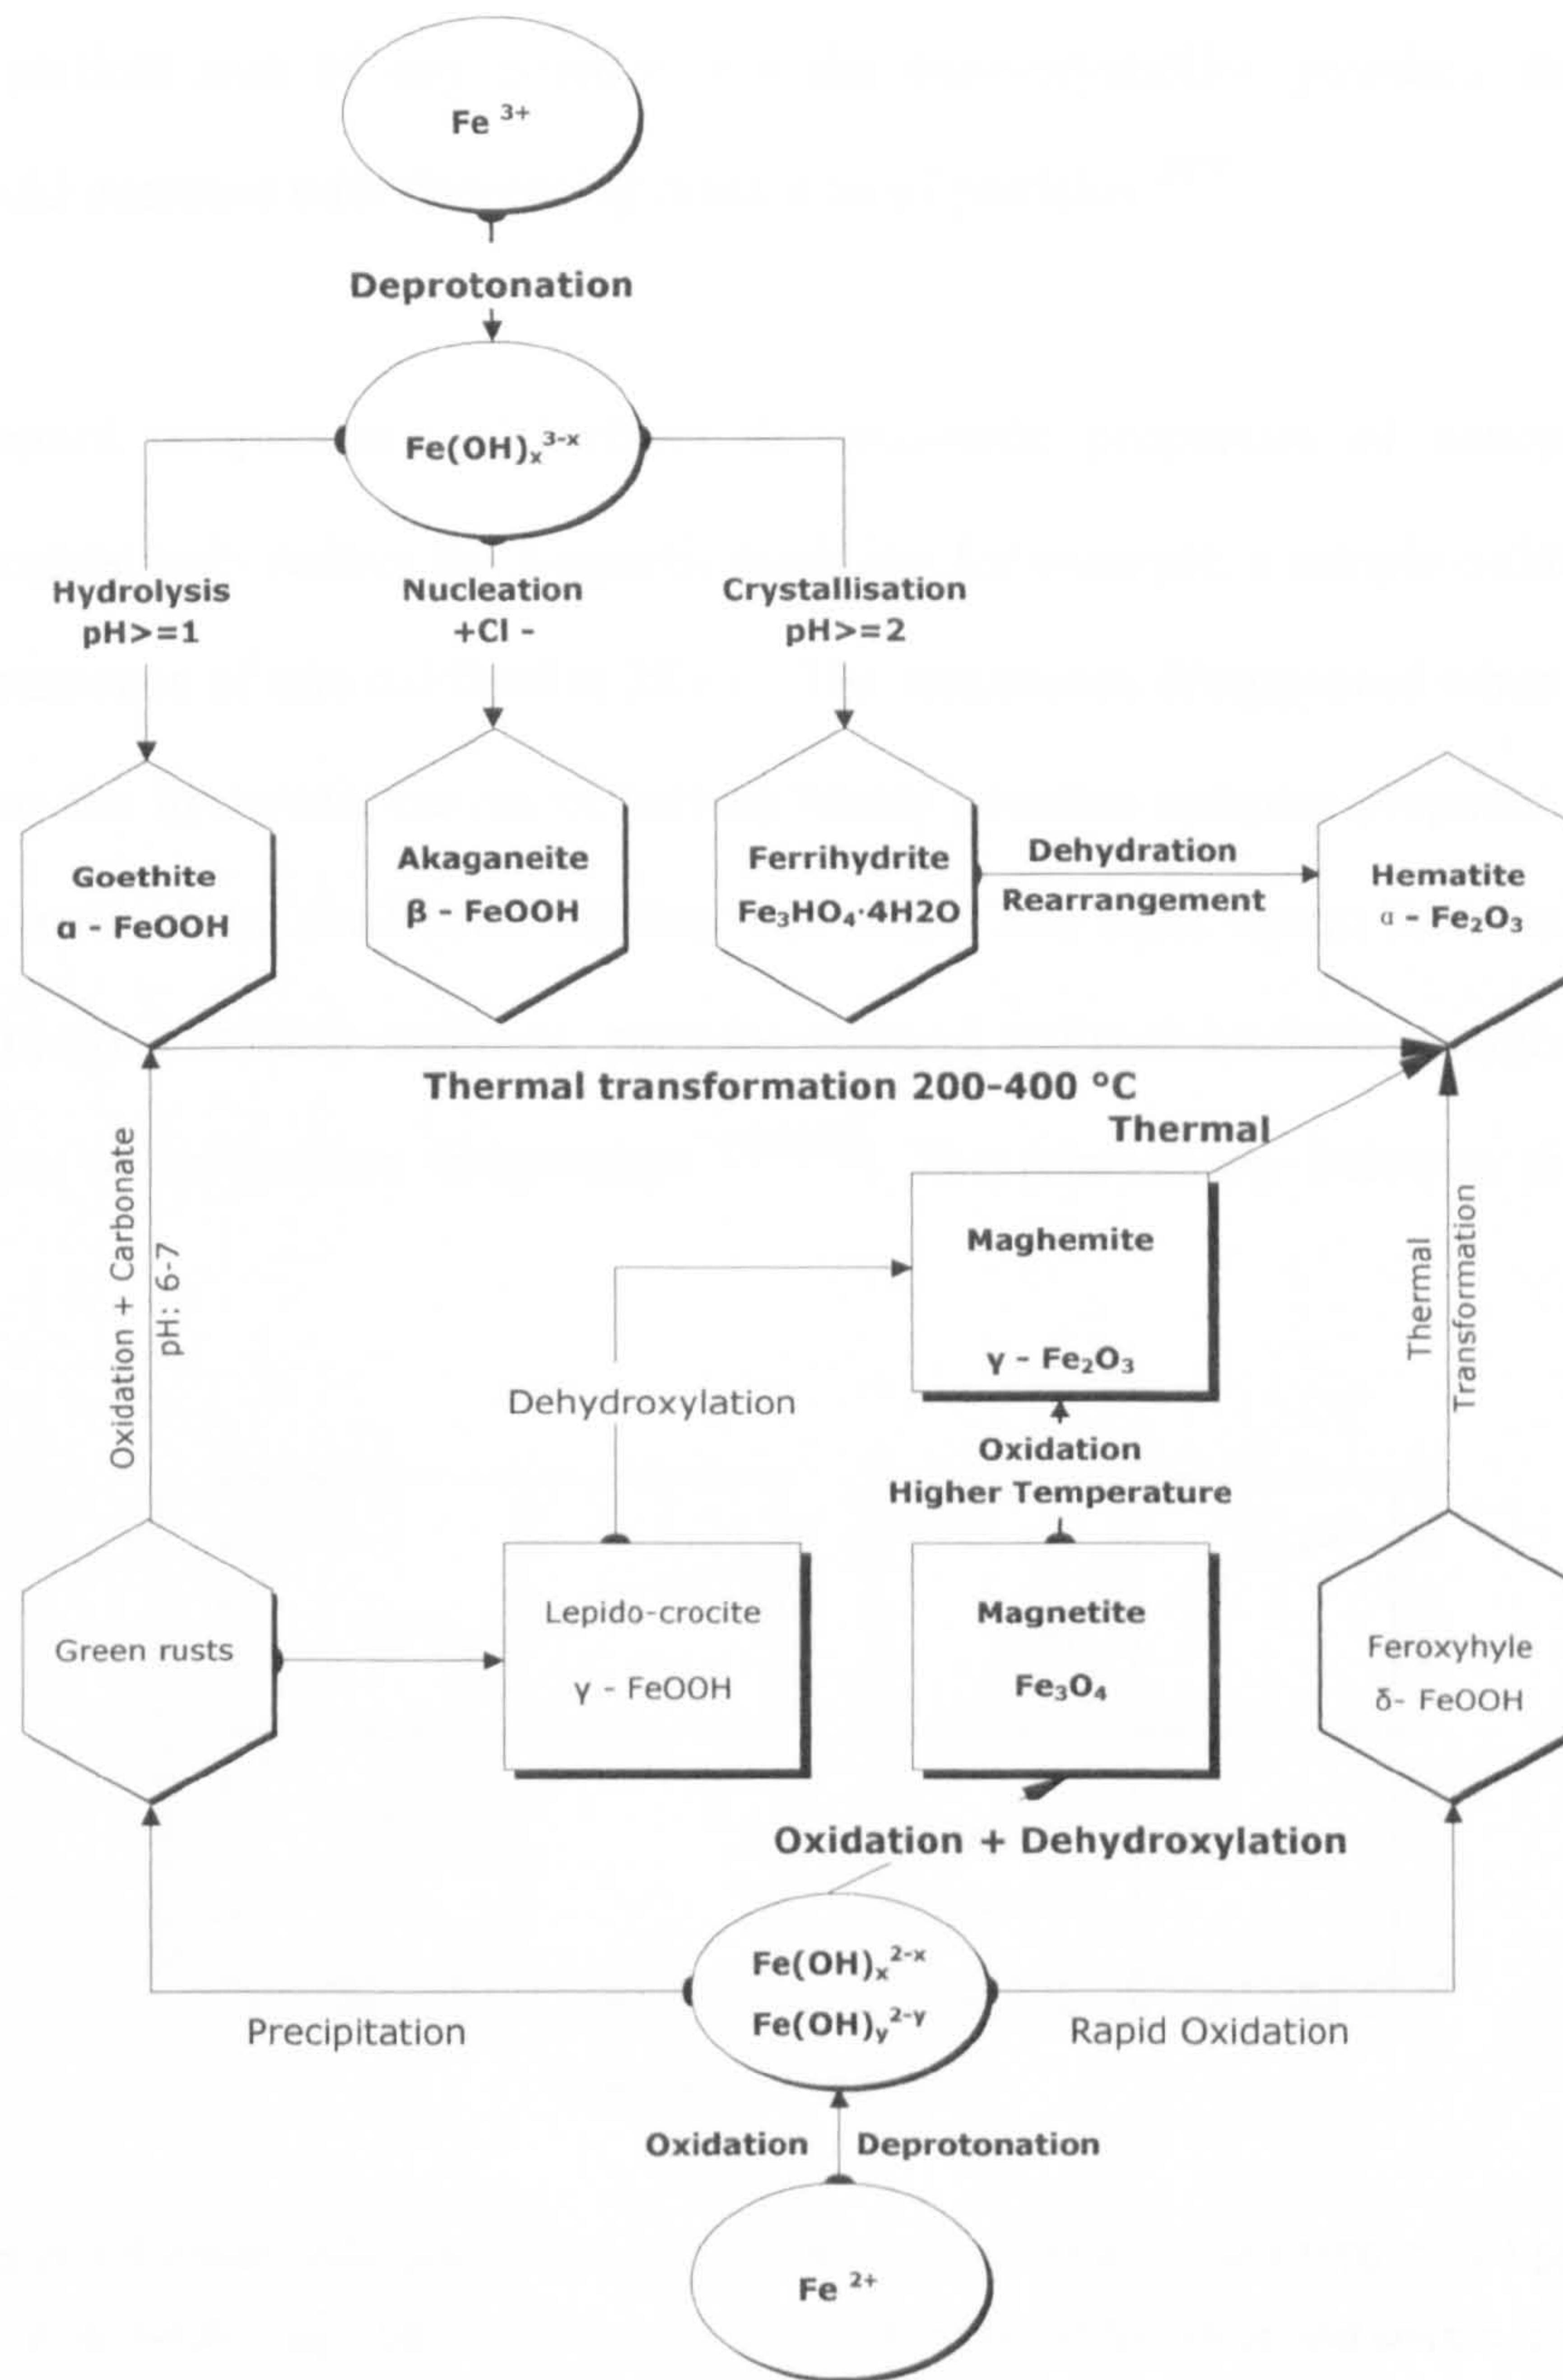 Fe ³⁺
Deprotonation
Fe(OH)ₓ³⁻ˣ
Hydrolysis
pH>=1
Nucleation
+Cl -
Crystallisation
pH>=2
Goethite
α - FeOOH
Akaganeite
β - FeOOH
Ferrihydrite
Fe₃HO₄·4H2O
Dehydration
Rearrangement
Hematite
α - Fe₂O₃
Thermal transformation 200-400 °C
Thermal
Oxidation + Carbonate
pH: 6-7
Maghemite
γ - Fe₂O₃
Thermal
Transformation
Dehydroxylation
Oxidation
Higher Temperature
Green rusts
Lepido-crocite
γ - FeOOH
Magnetite
Fe₃O₄
Feroxyhyle
δ- FeOOH
Oxidation + Dehydroxylation
Fe(OH)ₓ²⁻ˣ
Fe(OH)y²⁻ʸ
Precipitation
Rapid Oxidation
Oxidation
Deprotonation
Fe ²⁺